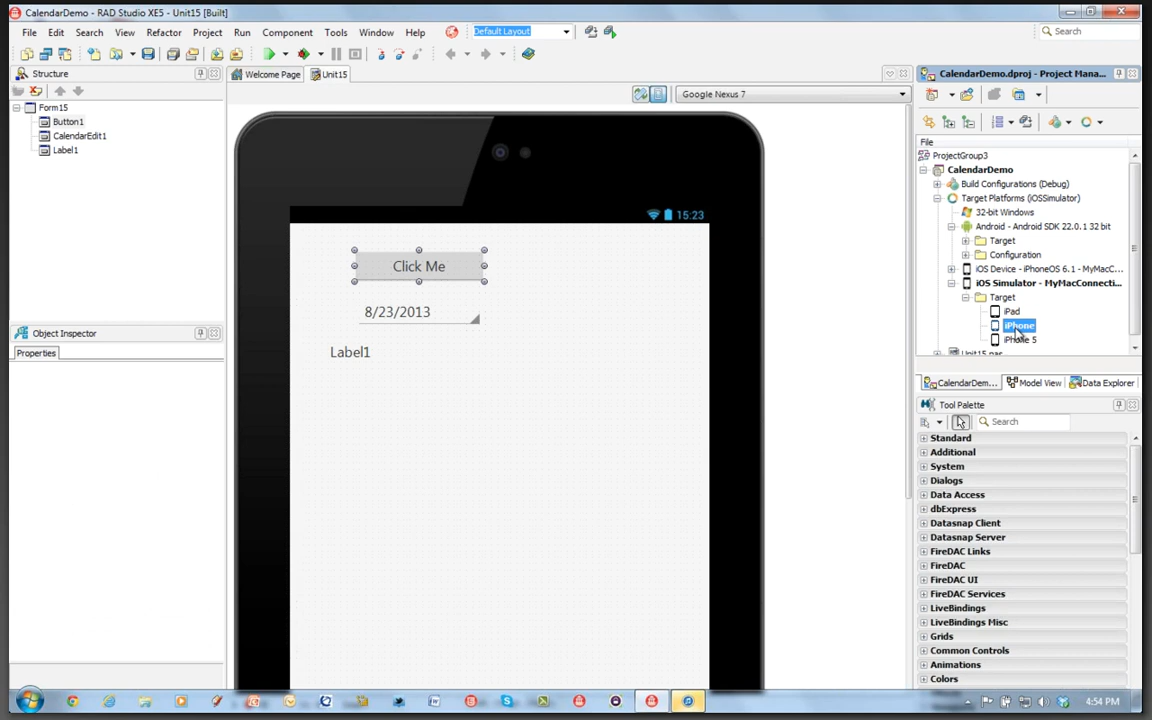 CalendarDemo - RAD Studio XE5 - Unit15 [Built]
File Edit Search View Refactor Project Run Component Tools Window Help
Default Layout
Search
Structure
Form15
Button1
CalendarEdit1
Label1
Object Inspector
Properties
Welcome Page
Unit15
Google Nexus 7
15:23
Click Me
8/23/2013
Label1
CalendarDemo.dproj - Project Mana...
File
ProjectGroup3
CalendarDemo
Build Configurations (Debug)
Target Platforms (iOSSimulator)
32-bit Windows
Android - Android SDK 22.0.1 32 bit
Target
Configuration
iOS Device - iPhoneOS 6.1 - MyMacC...
iOS Simulator - MyMacConnecti...
Target
iPad
iPhone
iPhone 5
Unit15.pas
CalendarDem...
Model View
Data Explorer
Tool Palette
Search
Standard
Additional
System
Dialogs
Data Access
dbExpress
Datasnap Client
Datasnap Server
FireDAC Links
FireDAC
FireDAC UI
FireDAC Services
LiveBindings
LiveBindings Misc
Grids
Common Controls
Animations
Colors
4:54 PM